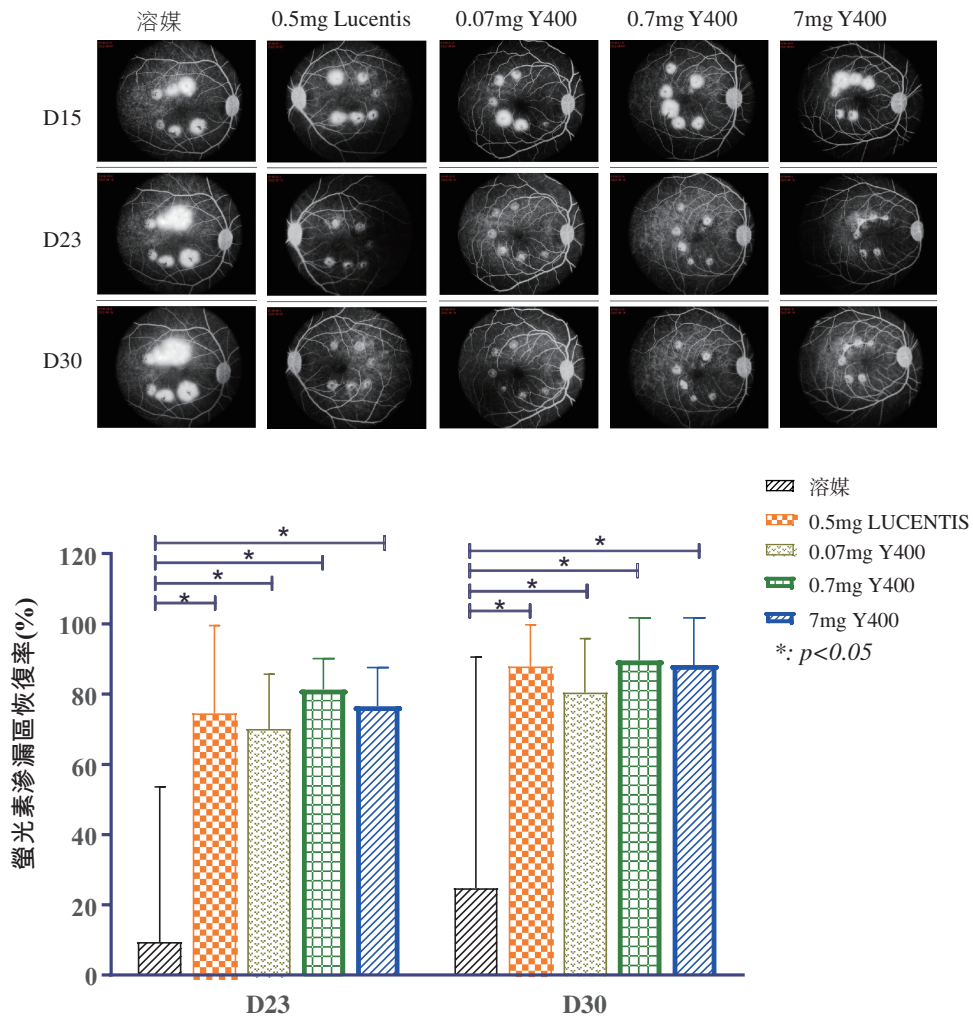 溶媒 0.5mg Lucentis 0.07mg Y400 0.7mg Y400 7mg Y400
D15
D23
D30
溶媒
0.5mg LUCENTIS
0.07mg Y400
0.7mg Y400
7mg Y400
*: p<0.05
螢光素滲漏區恢復率(%)
120
100
80
60
40
20
0
* * * *
* * * *
D23 D30